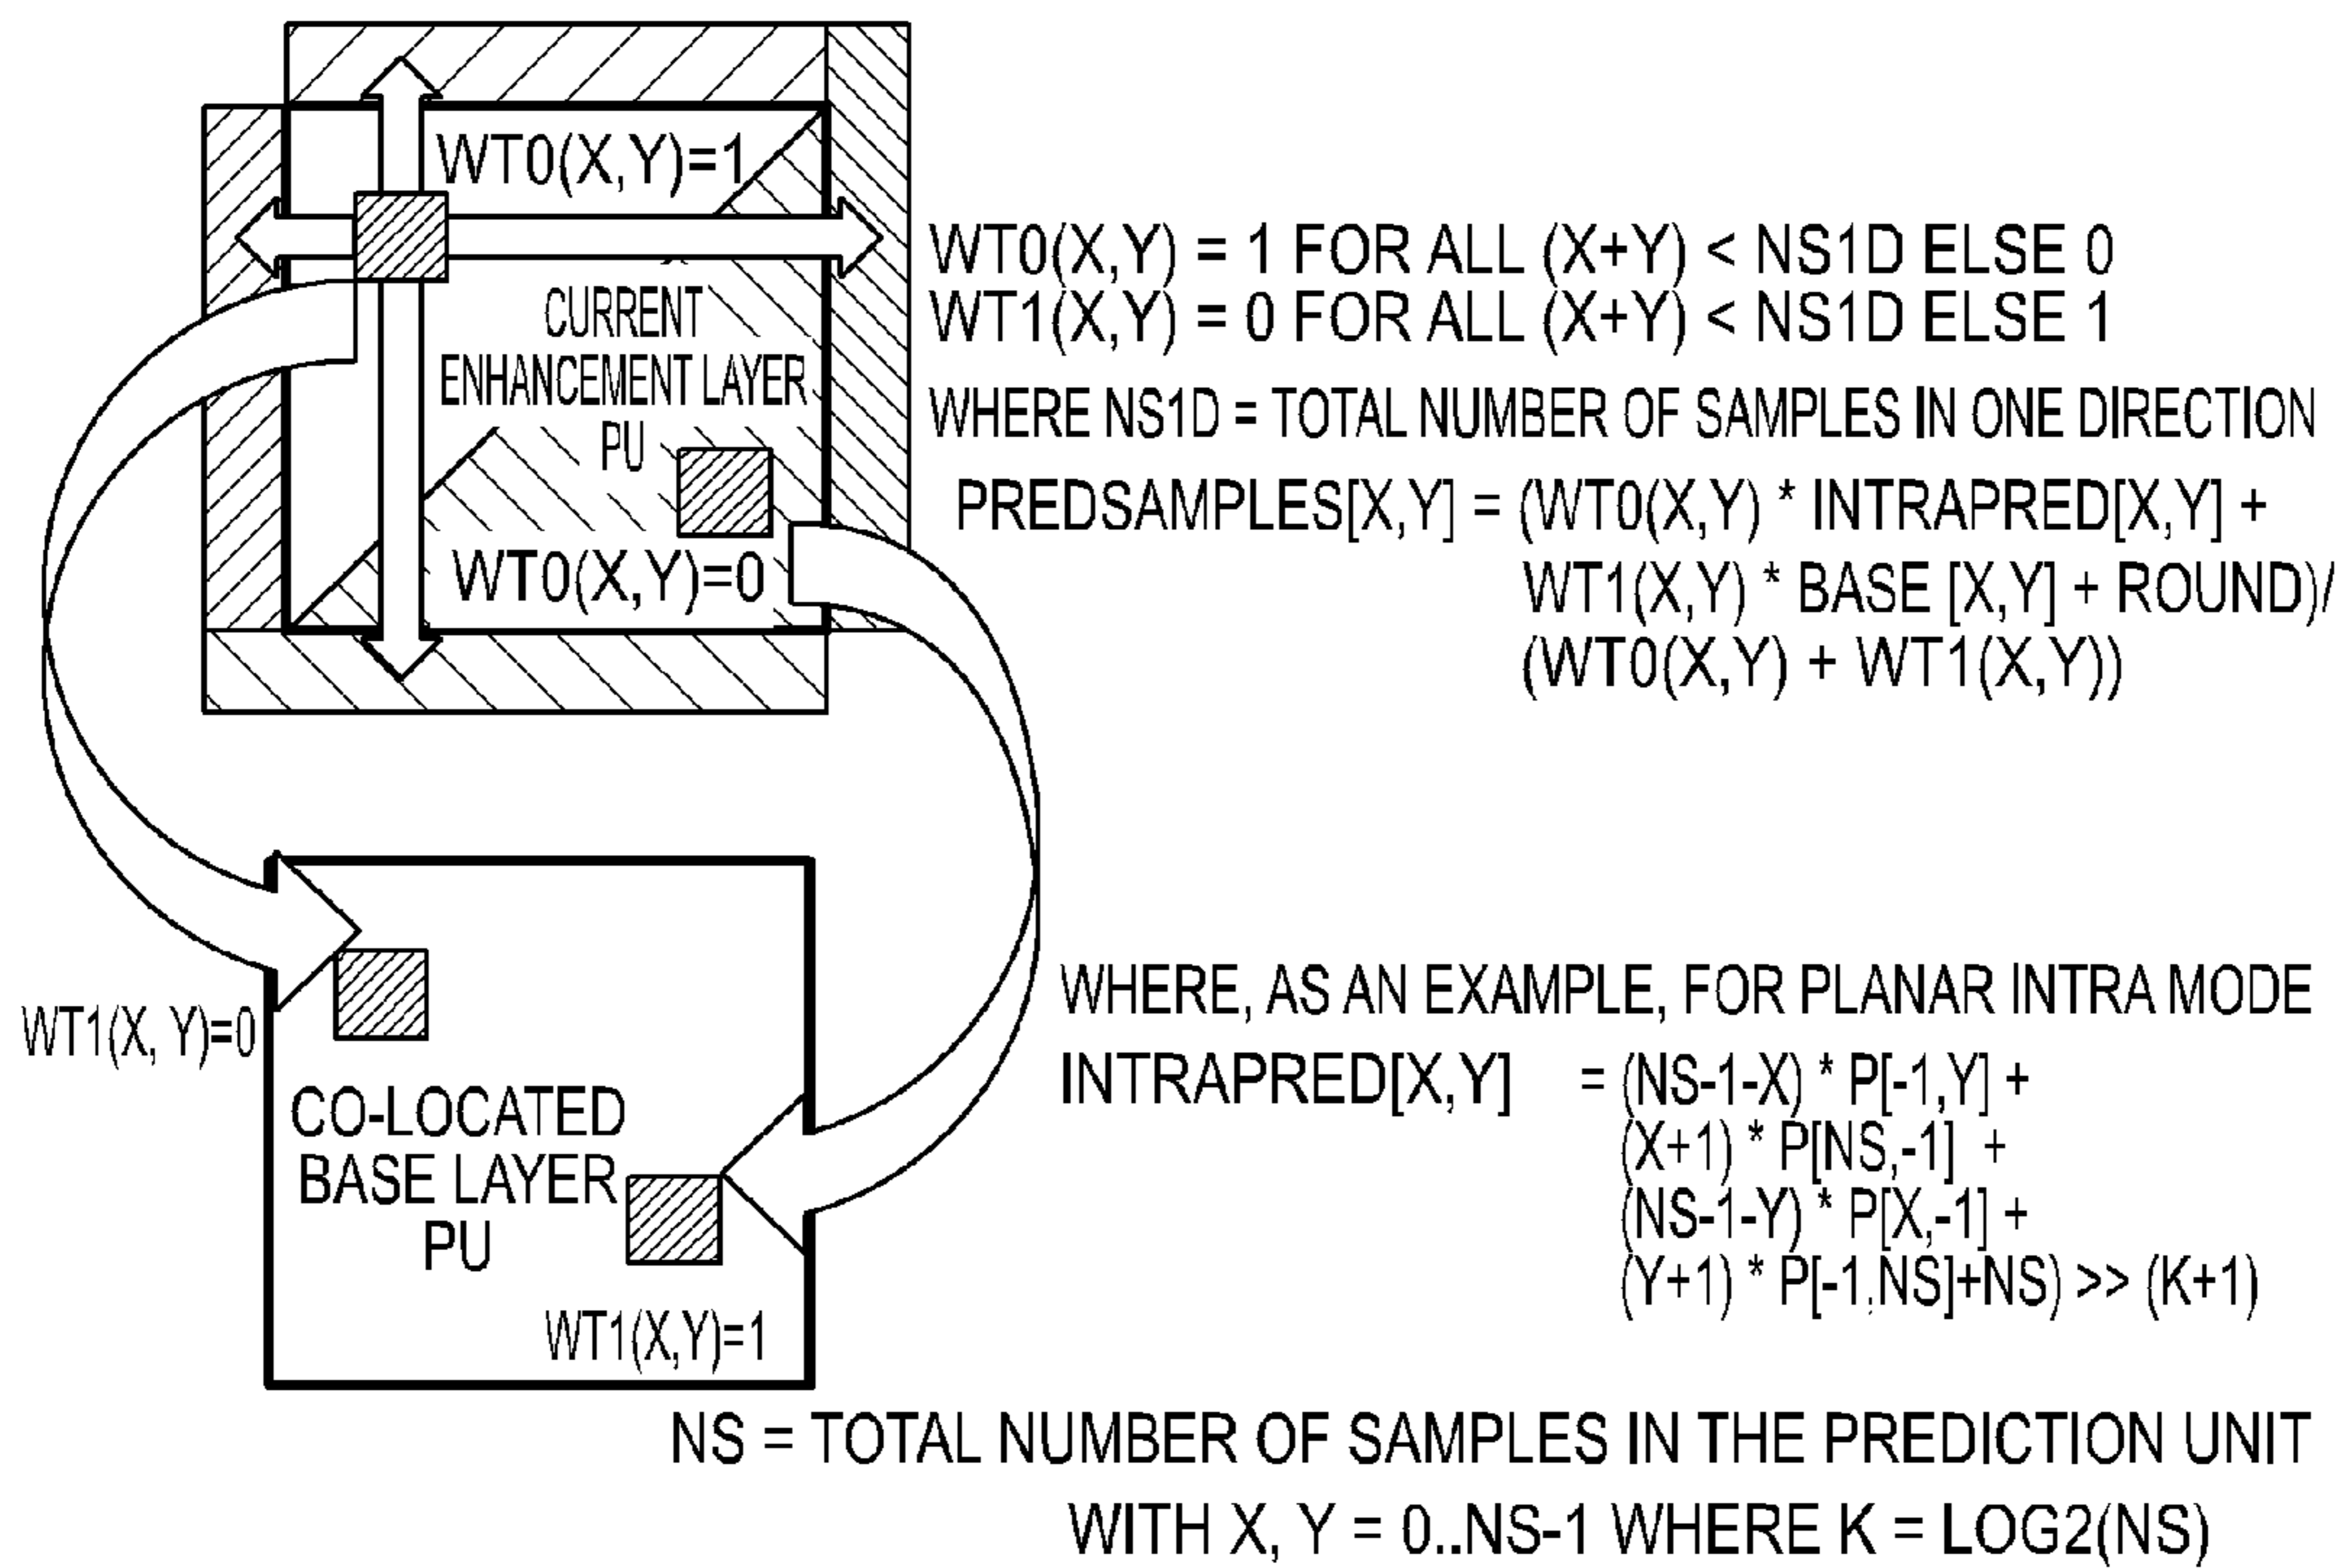 WT0(X,Y)=1
CURRENT
ENHANCEMENT LAYER
PU
WT0(X,Y)=0
WT0(X,Y) = 1 FOR ALL (X+Y) < NS1D ELSE 0
WT1(X,Y) = 0 FOR ALL (X+Y) < NS1D ELSE 1
WHERE NS1D = TOTAL NUMBER OF SAMPLES IN ONE DIRECTION
PREDSAMPLES[X,Y] = (WT0(X,Y) * INTRAPRED[X,Y] +
WT1(X,Y) * BASE [X,Y] + ROUND)/
(WT0(X,Y) + WT1(X,Y))
WT1(X, Y)=0
CO-LOCATED
BASE LAYER
PU
WT1(X,Y)=1
WHERE, AS AN EXAMPLE, FOR PLANAR INTRA MODE
INTRAPRED[X,Y] = (NS-1-X) * P[-1,Y] +
(X+1) * P[NS,-1] +
(NS-1-Y) * P[X,-1] +
(Y+1) * P[-1,NS]+NS) >> (K+1)
NS = TOTAL NUMBER OF SAMPLES IN THE PREDICTION UNIT
WITH X, Y = 0..NS-1 WHERE K = LOG2(NS)